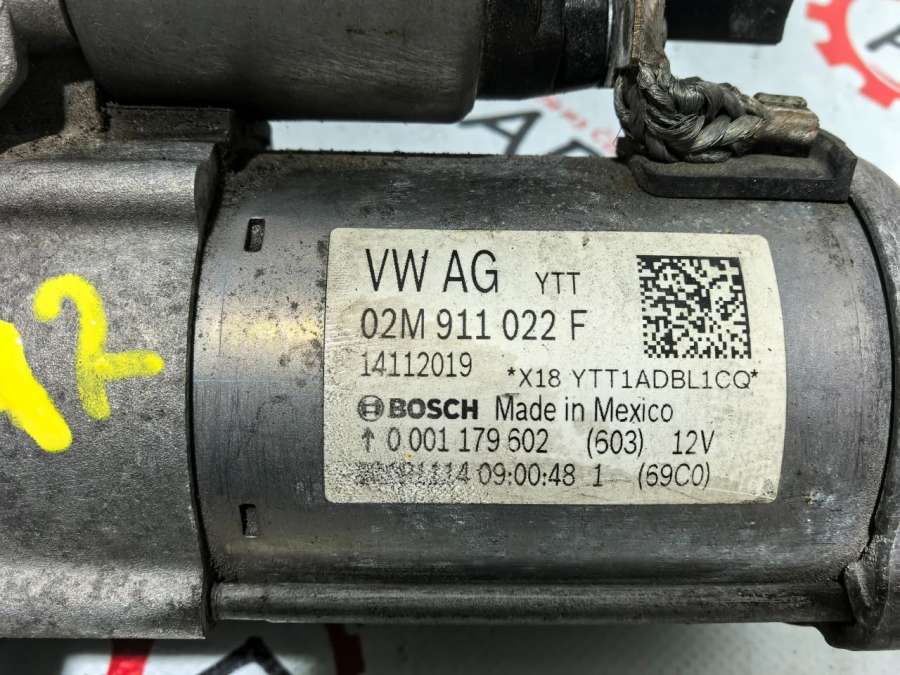 VW AG YTT
02M 911 022 F
14112019 *X18 YTT1ADBL1CQ*
BOSCH Made in Mexico
↑ 0 001 179 602 (603) 12V
09:00:48 1 (69C0)